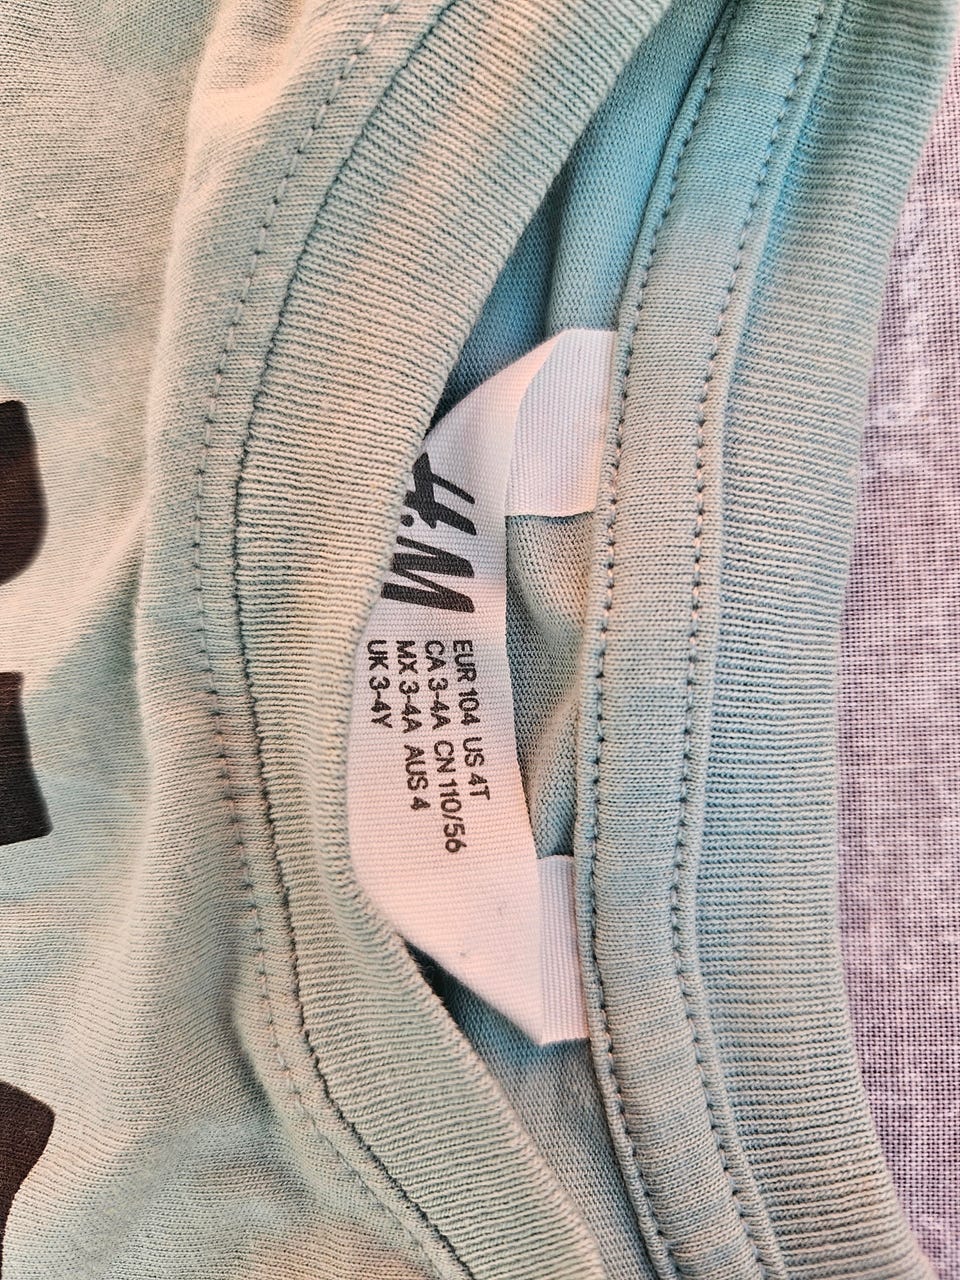 H&M
EUR 104 US 4T
CA 3-4A CN 110/56
MX 3-4A AUS 4
UK 3-4Y